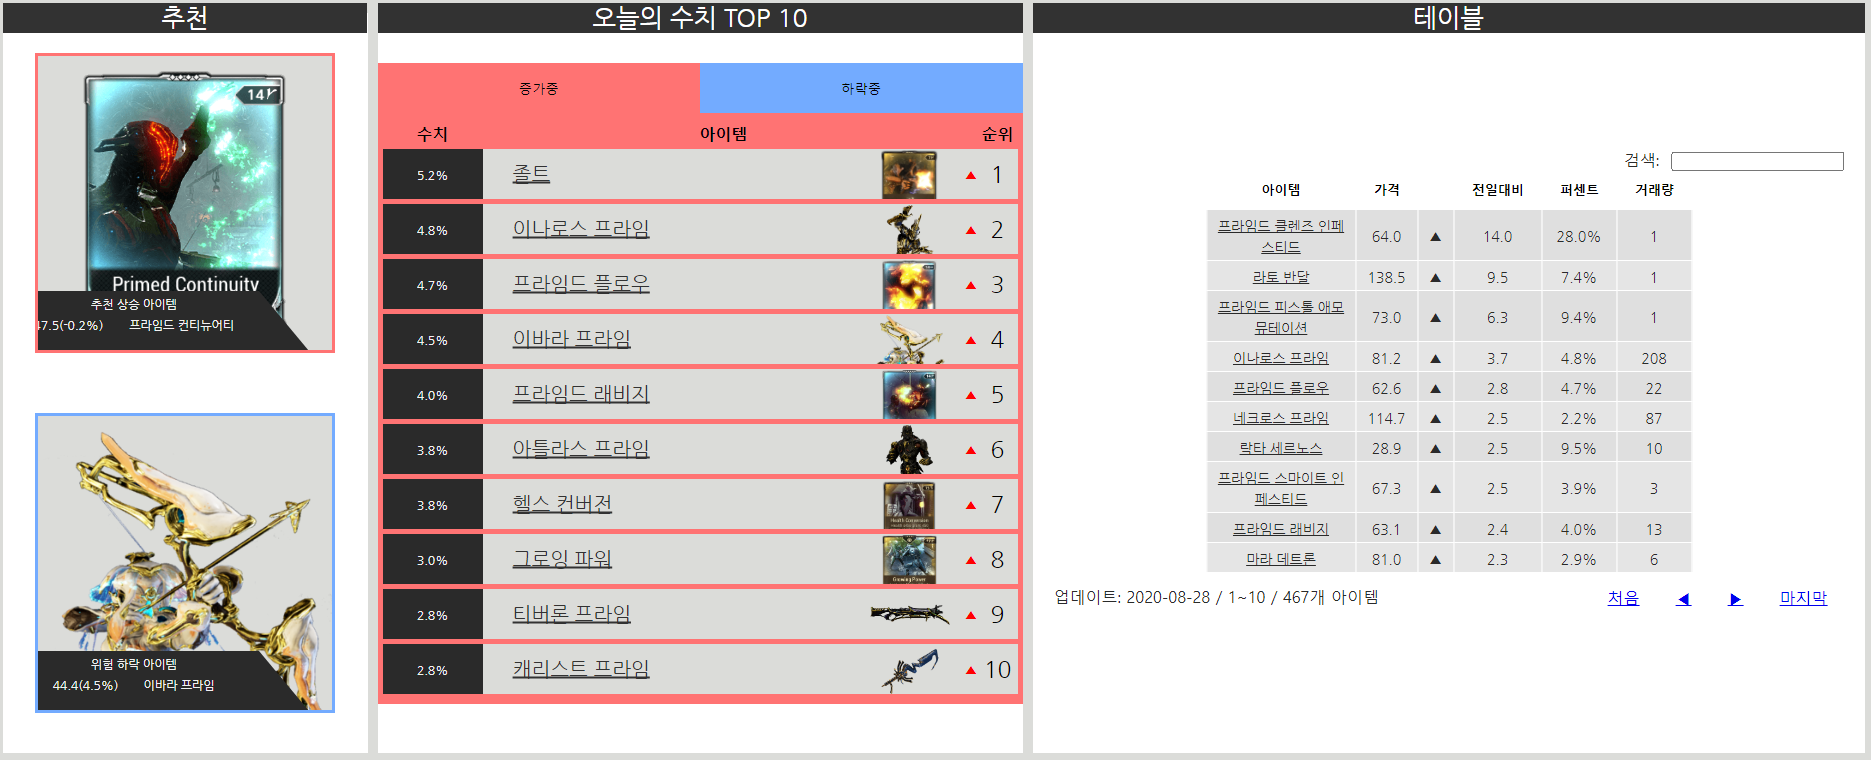 추천
14
Primed Continuity
추천 상승 아이템
47.5(-0.2%) 프라임드 컨티뉴어티
위험 하락 아이템
44.4(4.5%) 이바라 프라임
오늘의 수치 TOP 10
증가중 하락중
수치 아이템 순위
5.2% 졸트 ▲ 1
4.8% 이나로스 프라임 ▲ 2
4.7% 프라임드 플로우 ▲ 3
4.5% 이바라 프라임 ▲ 4
4.0% 프라임드 래비지 ▲ 5
3.8% 아틀라스 프라임 ▲ 6
3.8% 헬스 컨버전 Health Conversion ▲ 7
3.0% 그로잉 파워 Growing Power ▲ 8
2.8% 티버론 프라임 ▲ 9
2.8% 캐리스트 프라임 ▲ 10
테이블
검색:
아이템 가격 전일대비 퍼센트 거래량
프라임드 클렌즈 인페
스티드 64.0 ▲ 14.0 28.0% 1
라토 반달 138.5 ▲ 9.5 7.4% 1
프라임드 피스톨 애모
뮤테이션 73.0 ▲ 6.3 9.4% 1
이나로스 프라임 81.2 ▲ 3.7 4.8% 208
프라임드 플로우 62.6 ▲ 2.8 4.7% 22
네크로스 프라임 114.7 ▲ 2.5 2.2% 87
락타 세르노스 28.9 ▲ 2.5 9.5% 10
프라임드 스마이트 인
페스티드 67.3 ▲ 2.5 3.9% 3
프라임드 래비지 63.1 ▲ 2.4 4.0% 13
마라 데트론 81.0 ▲ 2.3 2.9% 6
업데이트: 2020-08-28 / 1~10 / 467개 아이템 처음 ◀ ▶ 마지막